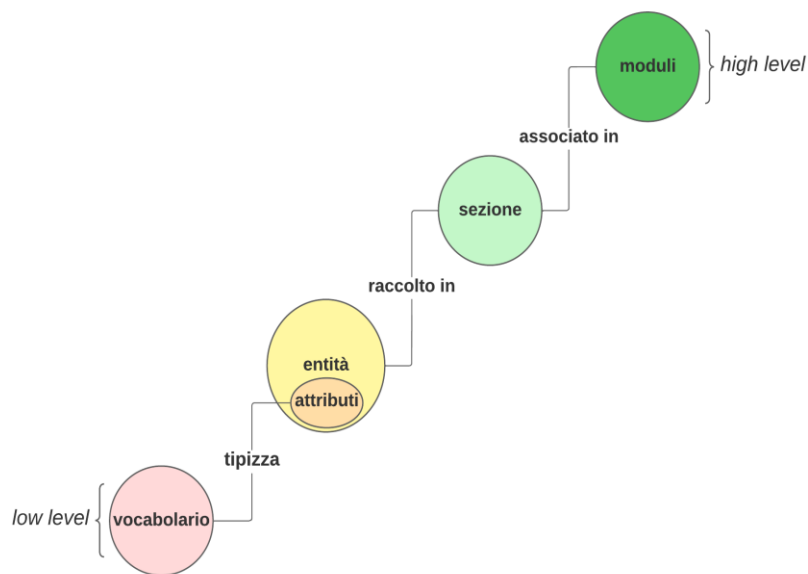 moduli
high level
associato in
sezione
raccolto in
entità
attributi
tipizza
low level
vocabolario